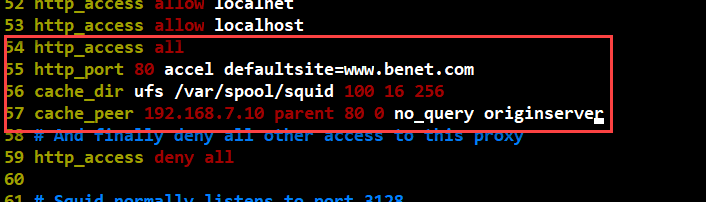 52 http_access allow localnet
53 http_access allow localhost
54 http_access all
55 http_port 80 accel defaultsite=www.benet.com
56 cache_dir ufs /var/spool/squid 100 16 256
57 cache_peer 192.168.7.10 parent 80 0 no_query originserver
58 # And finally deny all other access to this proxy
59 http_access deny all
60
61 # Squid normally listens to port 3128